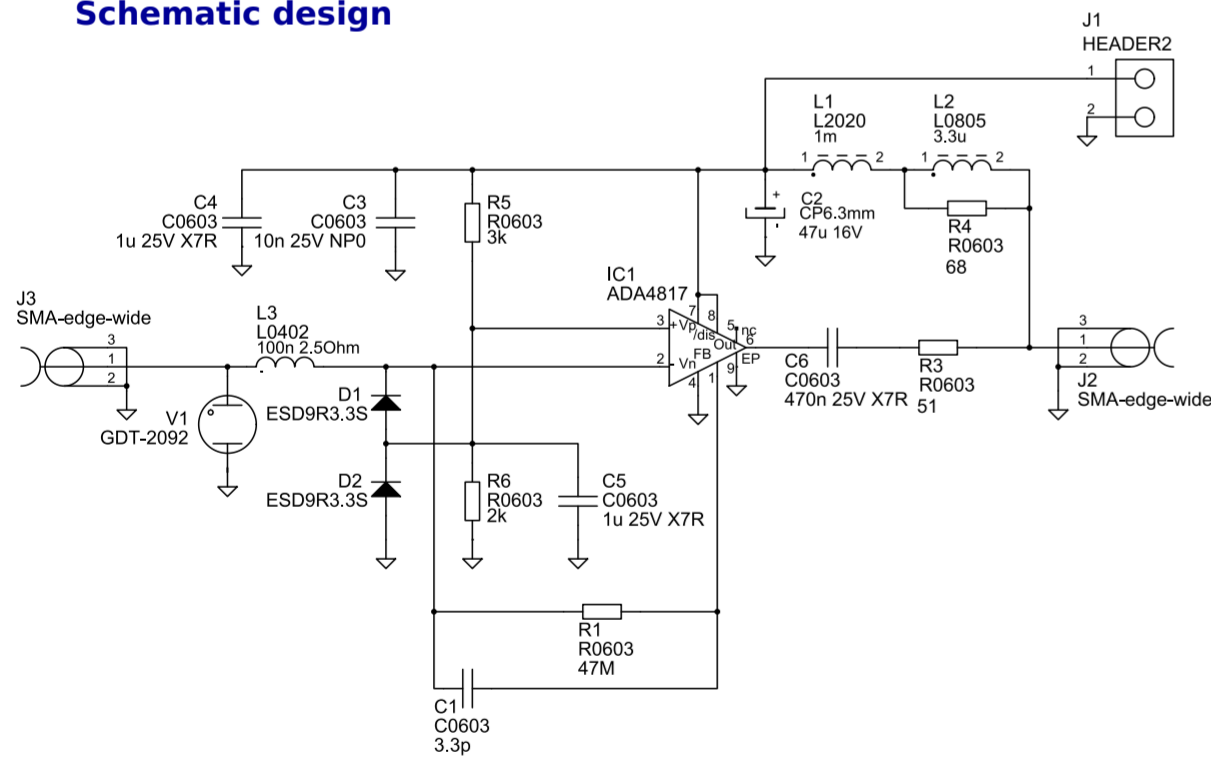 Schematic design
J1
HEADER2
1
2
L1
L2020
1m
1
2
L2
L0805
3.3u
1
2
C4
C0603
1u 25V X7R
C3
C0603
10n 25V NP0
R5
R0603
3k
+
C2
CP6.3mm
47u 16V
R4
R0603
68
IC1
ADA4817
J3
SMA-edge-wide
3
1
2
L3
L0402
100n 2.5Ohm
V1
GDT-2092
D1
ESD9R3.3S
D2
ESD9R3.3S
3
+Vp
7
8
/dis
5
nc
6
Out
2
- Vn
FB
EP
9
4
1
C6
C0603
470n 25V X7R
R3
R0603
51
3
1
2
J2
SMA-edge-wide
R6
R0603
2k
C5
C0603
1u 25V X7R
R1
R0603
47M
C1
C0603
3.3p